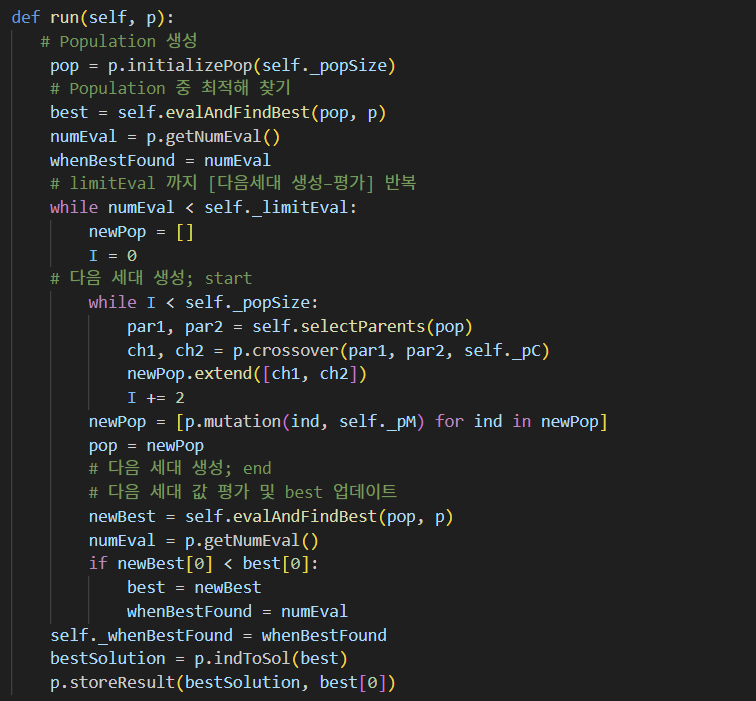 def run(self, p):
# Population 생성
pop = p.initializePop(self._popSize)
# Population 중 최적해 찾기
best = self.evalAndFindBest(pop, p)
numEval = p.getNumEval()
whenBestFound = numEval
# limitEval 까지 [다음세대 생성-평가] 반복
while numEval < self._limitEval:
newPop = []
I = 0
# 다음 세대 생성; start
while I < self._popSize:
par1, par2 = self.selectParents(pop)
ch1, ch2 = p.crossover(par1, par2, self._pC)
newPop.extend([ch1, ch2])
I += 2
newPop = [p.mutation(ind, self._pM) for ind in newPop]
pop = newPop
# 다음 세대 생성; end
# 다음 세대 값 평가 및 best 업데이트
newBest = self.evalAndFindBest(pop, p)
numEval = p.getNumEval()
if newBest[0] < best[0]:
best = newBest
whenBestFound = numEval
self._whenBestFound = whenBestFound
bestSolution = p.indToSol(best)
p.storeResult(bestSolution, best[0])